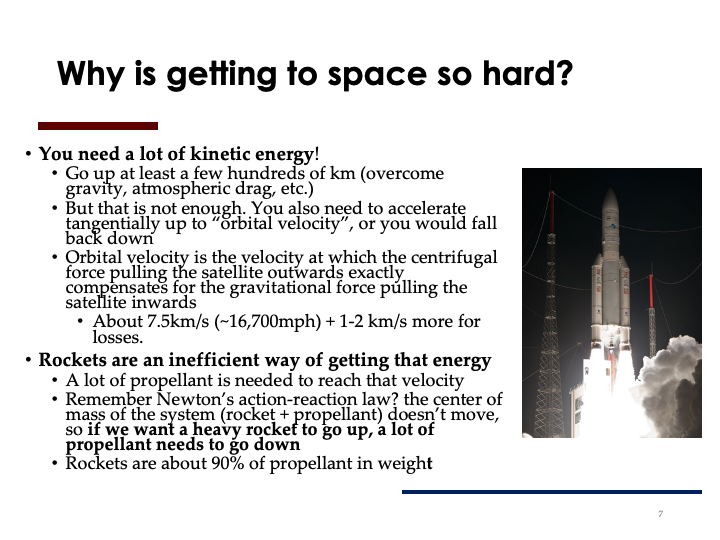 Why is getting to space so hard?
• You need a lot of kinetic energy!
• Go up at least a few hundreds of km (overcome
gravity, atmospheric drag, etc.)
• But that is not enough. You also need to accelerate
tangentially up to “orbital velocity”, or you would fall
back down
• Orbital velocity is the velocity at which the centrifugal
force pulling the satellite outwards exactly
compensates for the gravitational force pulling the
satellite inwards
• About 7.5km/s (~16,700mph) + 1-2 km/s more for
losses.
• Rockets are an inefficient way of getting that energy
• A lot of propellant is needed to reach that velocity
• Remember Newton’s action-reaction law? the center of
mass of the system (rocket + propellant) doesn’t move,
so if we want a heavy rocket to go up, a lot of
propellant needs to go down
• Rockets are about 90% of propellant in weight
7